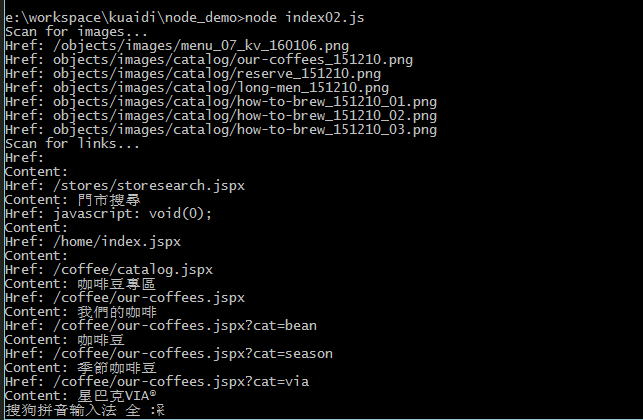 e:\workspace\kuaidi\node_demo>node index02.js
Scan for images...
Href: /objects/images/menu_07_kv_160106.png
Href: objects/images/catalog/our-coffees_151210.png
Href: objects/images/catalog/reserve_151210.png
Href: objects/images/catalog/long-men_151210.png
Href: objects/images/catalog/how-to-brew_151210_01.png
Href: objects/images/catalog/how-to-brew_151210_02.png
Href: objects/images/catalog/how-to-brew_151210_03.png
Scan for links...
Href:
Content:
Href: /stores/storesearch.jspx
Content: 門市搜尋
Href: javascript: void(0);
Content:
Href: /home/index.jspx
Content:
Href: /coffee/catalog.jspx
Content: 咖啡豆專區
Href: /coffee/our-coffees.jspx
Content: 我們的咖啡
Href: /coffee/our-coffees.jspx?cat=bean
Content: 咖啡豆
Href: /coffee/our-coffees.jspx?cat=season
Content: 季節咖啡豆
Href: /coffee/our-coffees.jspx?cat=via
Content: 星巴克VIA®
搜狗拼音輸入法 全 :